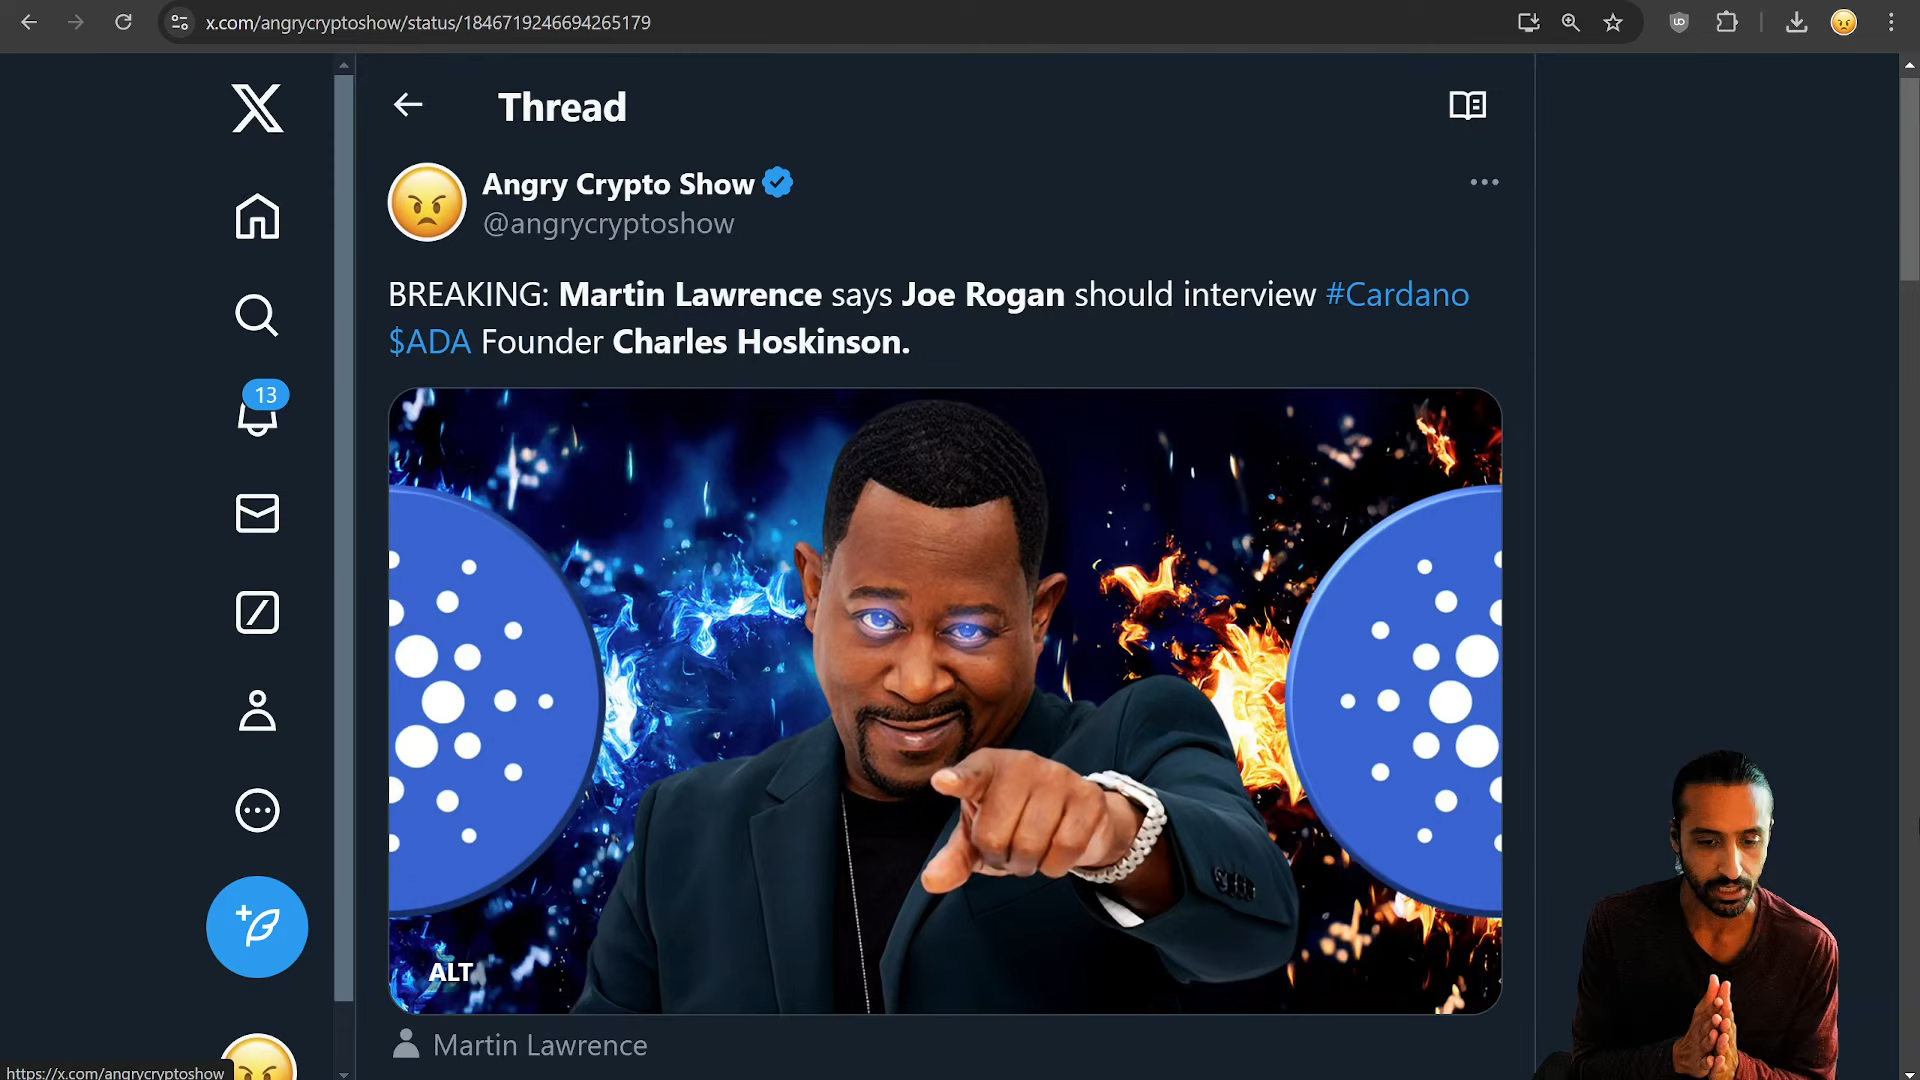 x.com/angrycryptoshow/status/1846719246694265179
Thread
Angry Crypto Show
@angrycryptoshow
BREAKING: Martin Lawrence says Joe Rogan should interview #Cardano
$ADA Founder Charles Hoskinson.
13
ALT
Martin Lawrence
https://x.com/angrycryptoshow